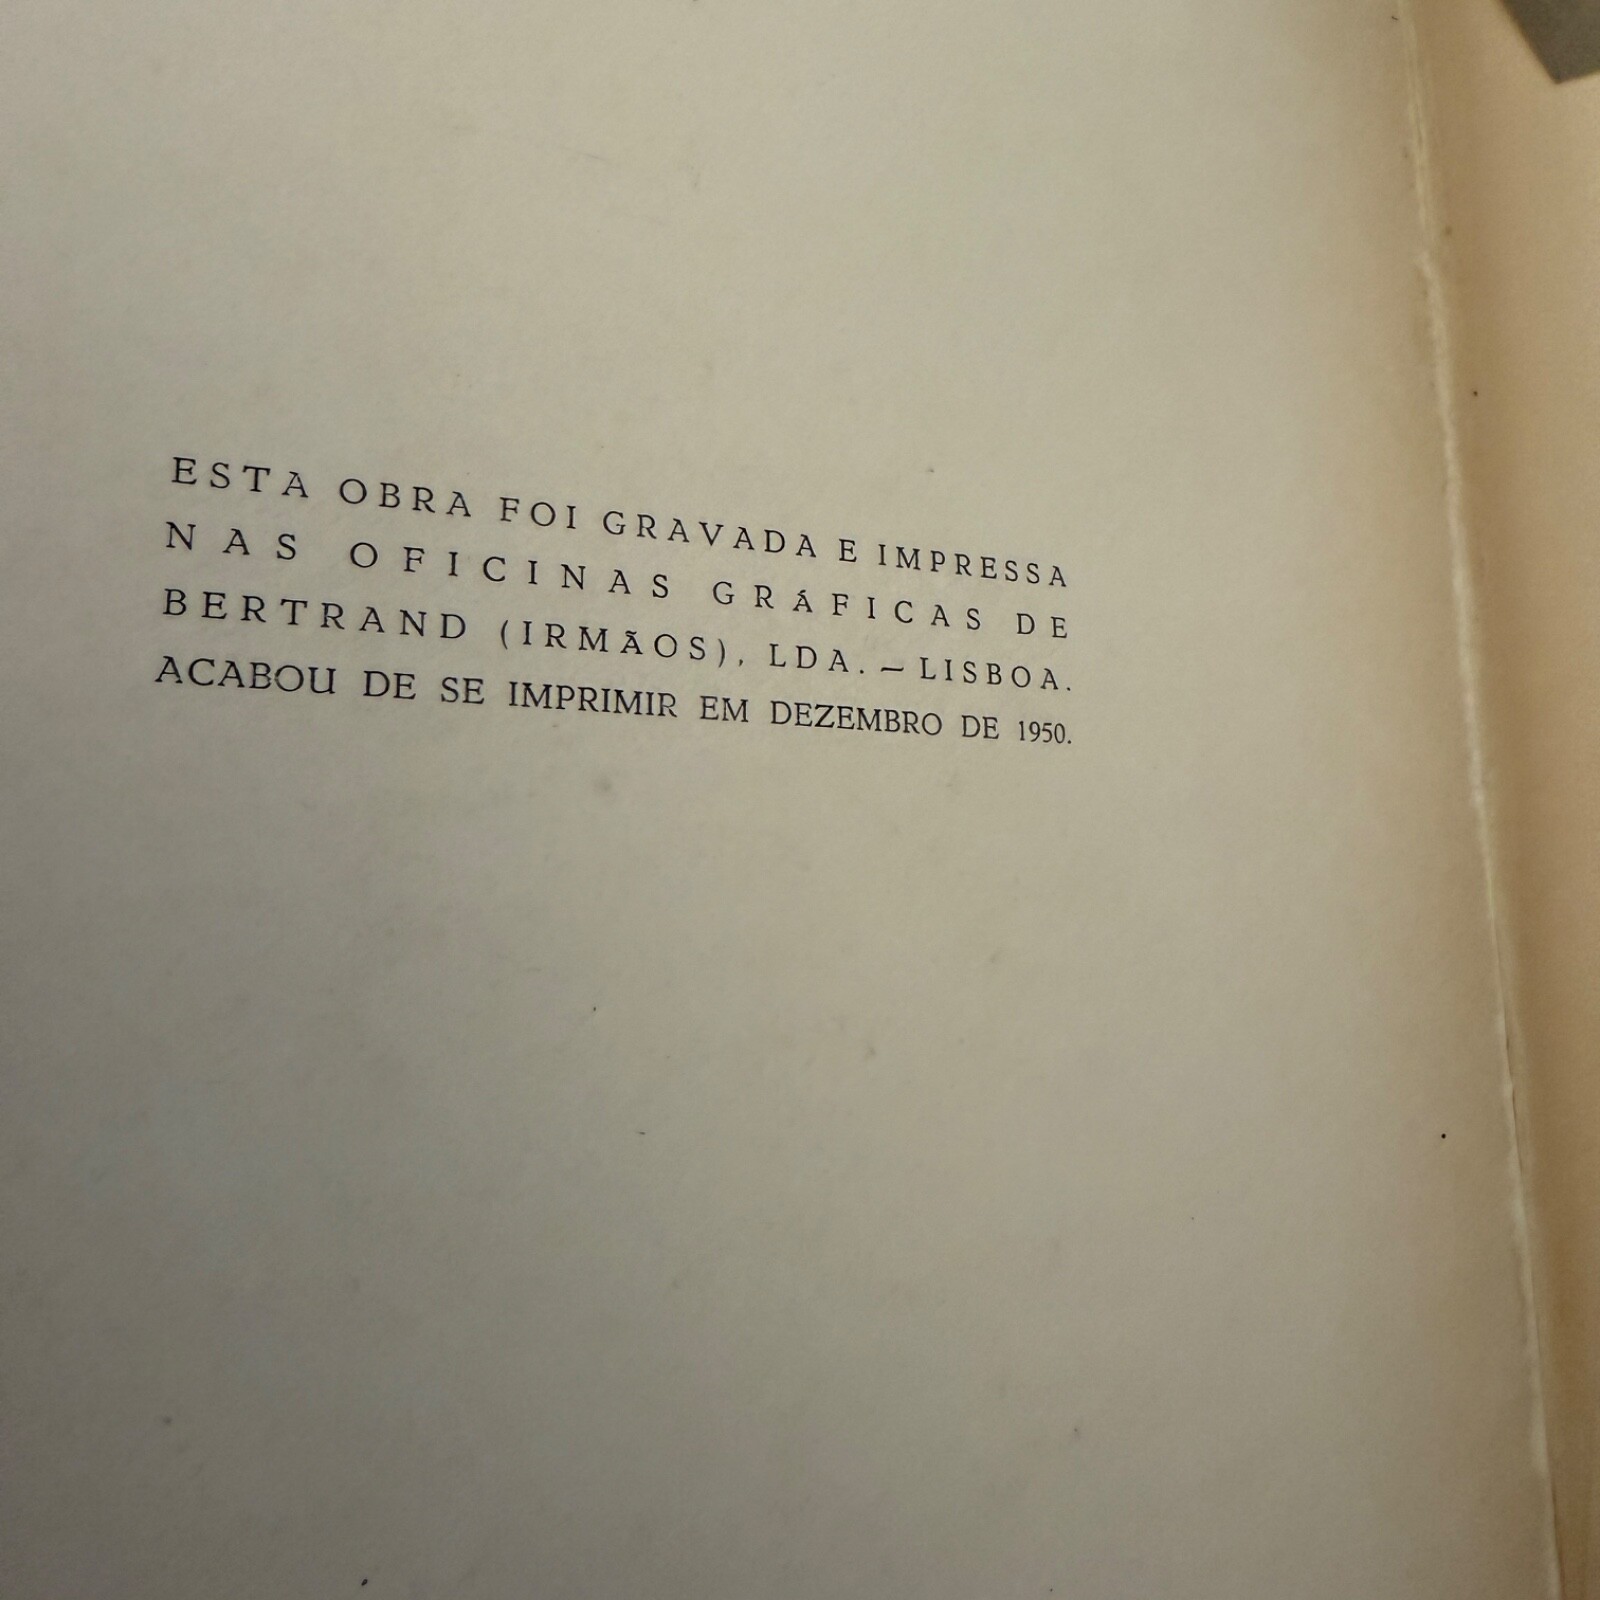 ESTA OBRA FOI GRAVADA E IMPRESSA
NAS OFICINAS GRÁFICAS DE
BERTRAND (IRMÃOS), LDA. — LISBOA.
ACABOU DE SE IMPRIMIR EM DEZEMBRO DE 1950.